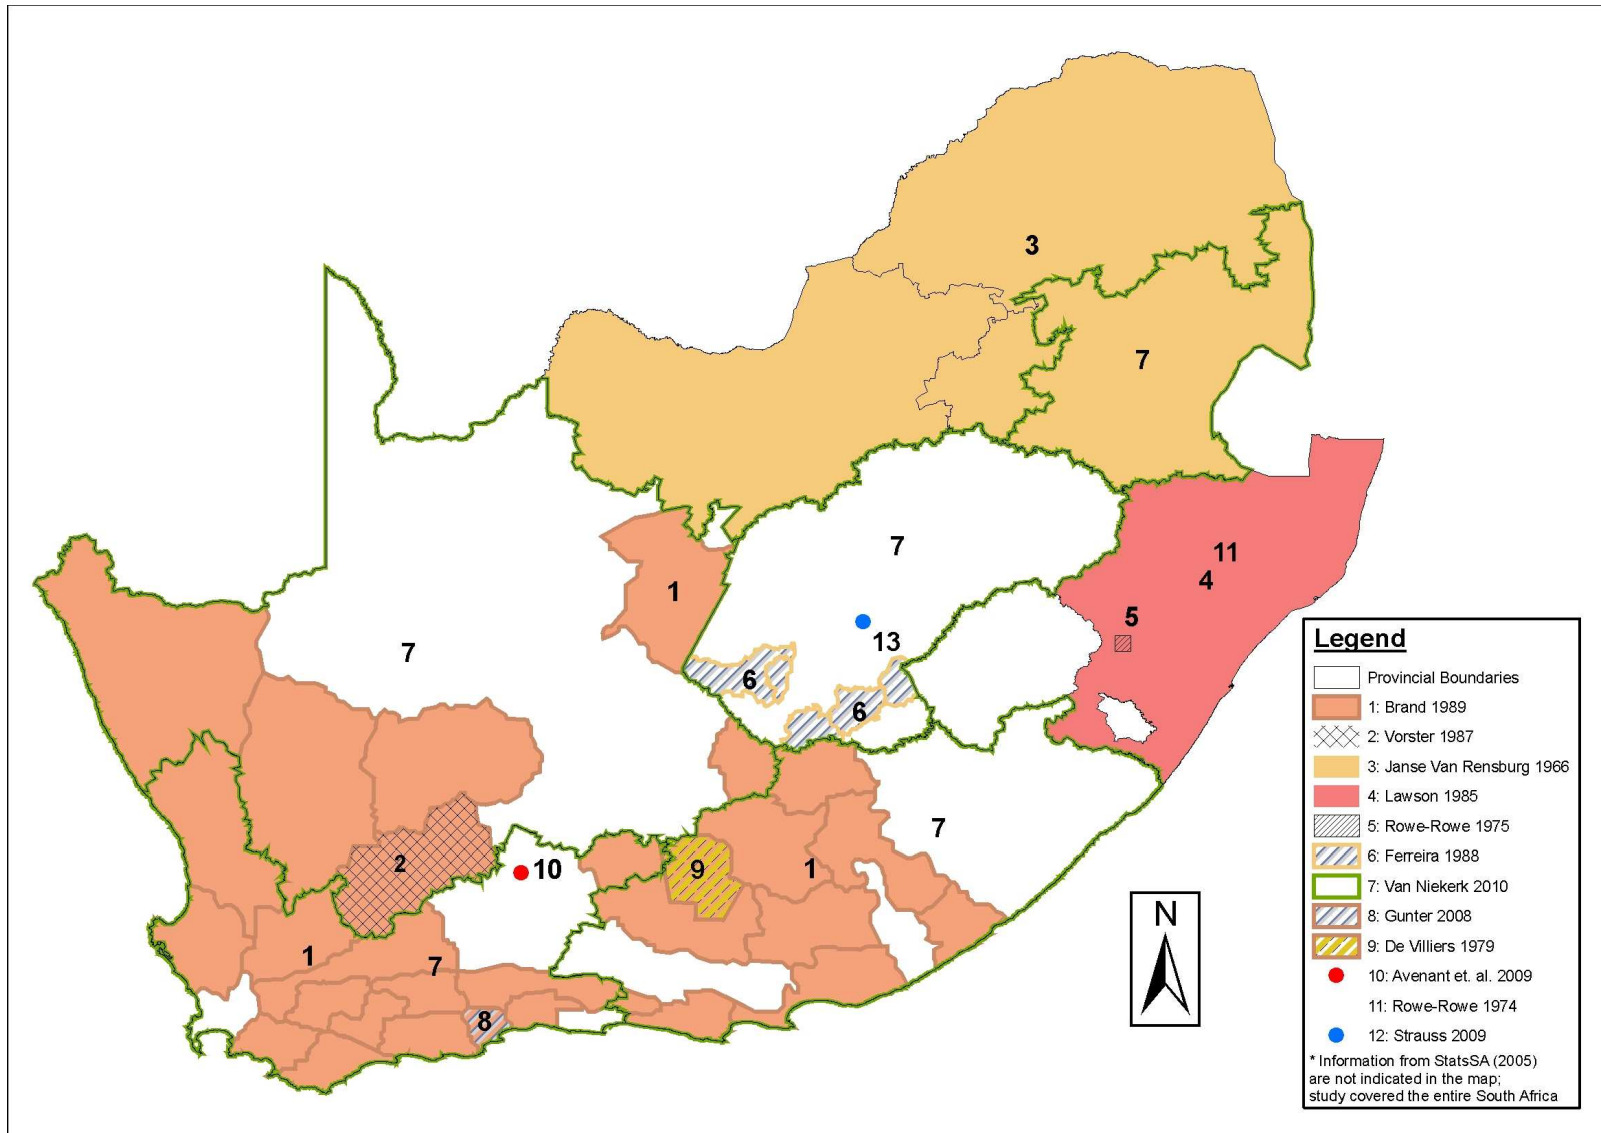 3
7
7
11
4
1
5
13
7
6
6
7
2
10
9
1
1
7
8
N
Legend
Provincial Boundaries
1: Brand 1989
2: Vorster 1987
3: Janse Van Rensburg 1966
4: Lawson 1985
5: Rowe-Rowe 1975
6: Ferreira 1988
7: Van Niekerk 2010
8: Gunter 2008
9: De Villiers 1979
10: Avenant et. al. 2009
11: Rowe-Rowe 1974
12: Strauss 2009
* Information from StatsSA (2005)
are not indicated in the map;
study covered the entire South Africa